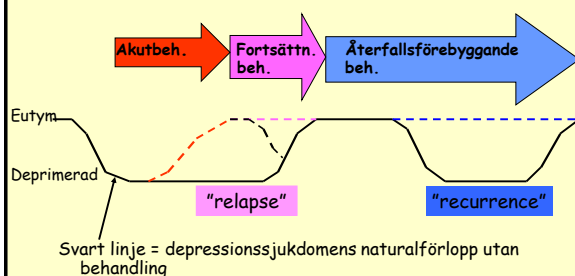 Akutbeh.
Fortsättn.
beh.
Återfallsförebyggande
beh.
Eutym
Deprimerad
"relapse"
"recurrence"
Svart linje = depressionssjukdomens naturalförlopp utan
behandling